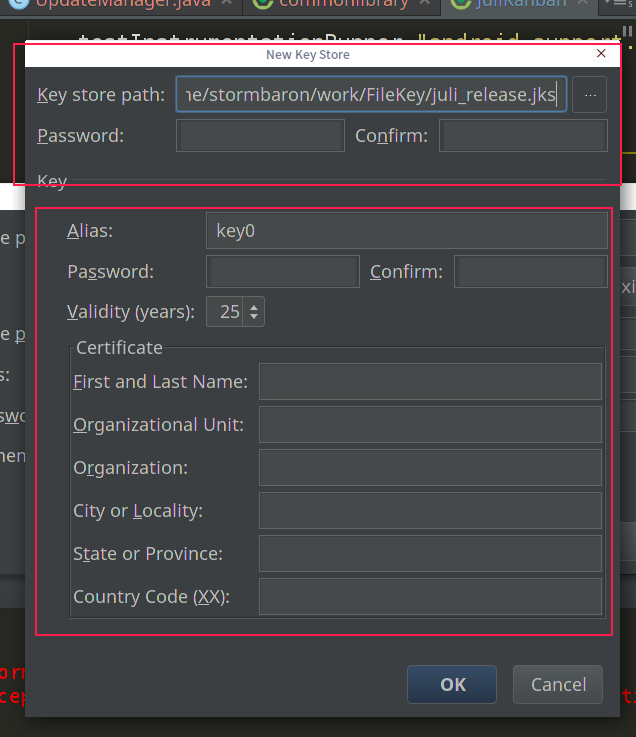 UpdateManager.java commonlibrary JuliKanban
testInstrumentationRunner "android.support.
New Key Store
Key store path: ne/stormbaron/work/FileKey/juli_release.jks ...
Password: Confirm:
Key
Alias: key0
Password: Confirm:
Validity (years): 25
Certificate
First and Last Name:
Organizational Unit:
Organization:
City or Locality:
State or Province:
Country Code (XX):
OK Cancel